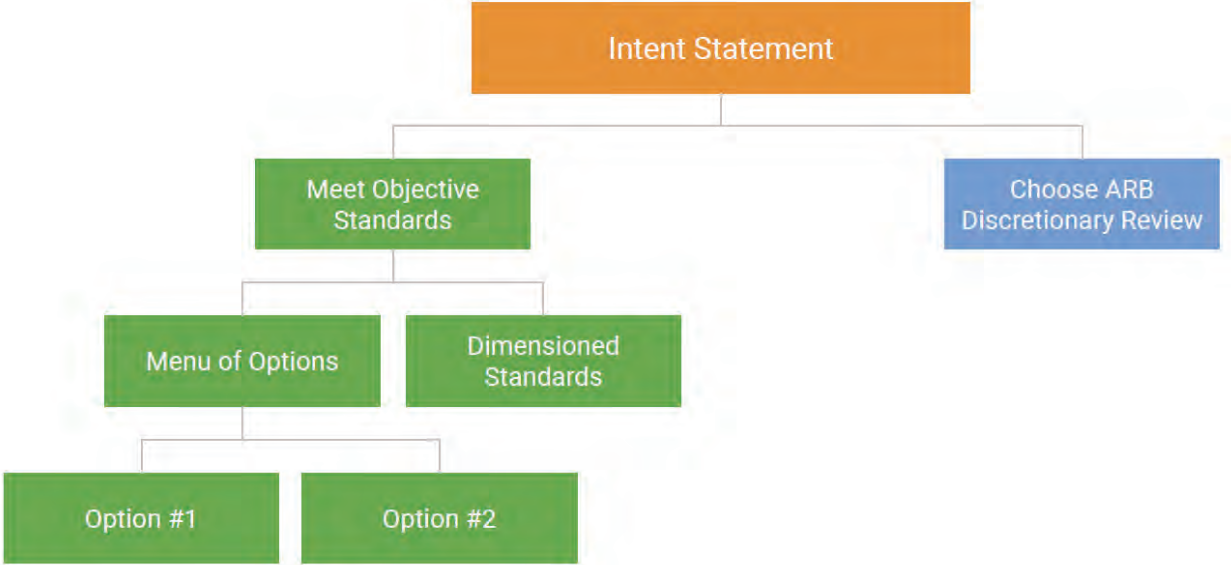 Intent Statement
Meet Objective
Standards
Choose ARB
Discretionary Review
Menu of Options
Dimensioned
Standards
Option #1
Option #2